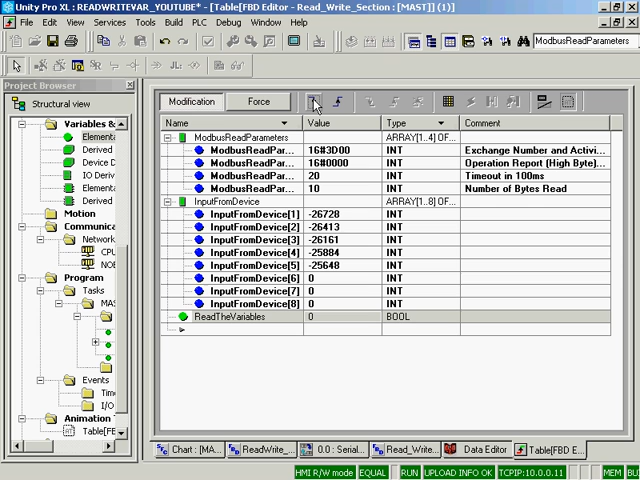 Unity Pro XL : READWRITEVAR_YOUTUBE* - [Table[FBD Editor - Read_Write_Section : [MAST]] (1)]
File Edit View Services Tools Build PLC Debug Window Help
ModbusReadParameters
Project Browser
Structural view
Variables &
Elementa
Derived
Device D
IO Derive
Elementa
Derived
Motion
Communica
Network
CPU
NOE
Program
Tasks
MAS
Events
Time
I/O
Animation T
Table[FB
Modification Force
Name Value Type Comment
ModbusReadParameters ARRAY[1..4] OF...
ModbusReadPar... 16#3D00 INT Exchange Number and Activi...
ModbusReadPar... 16#0000 INT Operation Report (High Byte)...
ModbusReadPar... 20 INT Timeout in 100ms
ModbusReadPar... 10 INT Number of Bytes Read
InputFromDevice ARRAY[1..8] OF...
InputFromDevice[1] -26728 INT
InputFromDevice[2] -26413 INT
InputFromDevice[3] -26161 INT
InputFromDevice[4] -25884 INT
InputFromDevice[5] -25648 INT
InputFromDevice[6] 0 INT
InputFromDevice[7] 0 INT
InputFromDevice[8] 0 INT
ReadTheVariables 0 BOOL
Chart : [MA... ReadWrite_... 0.0 : Serial... Read_Write... Data Editor Table[FBD E...
HMI R/W mode EQUAL RUN UPLOAD INFO OK TCPIP:10.0.0.11 MEM BUI